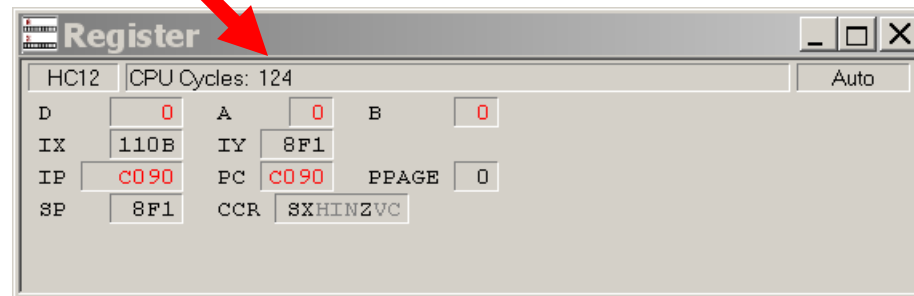 Register
HC12 CPU Cycles: 124 Auto
D 0 A 0 B 0
IX 110B IY 8F1
IP C090 PC C090 PPAGE 0
SP 8F1 CCR SXHINZVC